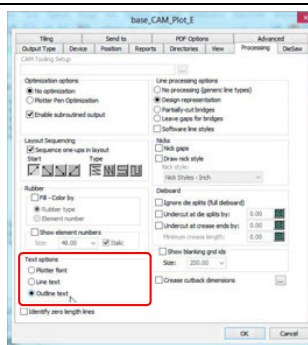 base_CAM_Plot_E
Tiling Send to PDF Options Advanced
Output Type Device Position Reports Directories View Processing DieSaw
CAM Tooling Setup
Optimization options
No optimization
Plotter Pen Optimization
Enable subroutined output
Line processing options
No processing (generic line types)
Design representation
Partially-cut bridges
Leave gaps for bridges
Software line styles
Layout Sequencing
Sequence one-ups in layout
Start Type
Nicks
Nick gaps
Draw nick style
Nick style:
Nick Styles - Inch
Rubber
Fill - Color by
Rubber type
Element number
Show element numbers
Size: 40.00 Italic
Dieboard
Ignore die splits (full dieboard)
Undercut at die splits by: 0.00
Undercut at crease ends by: 0.00
Minimum crease length:
Show blanking grid ids
Size: 200.00
Text options
Plotter font
Line text
Outline text
Crease cutback dimensions
Identify zero length lines
OK Cancel